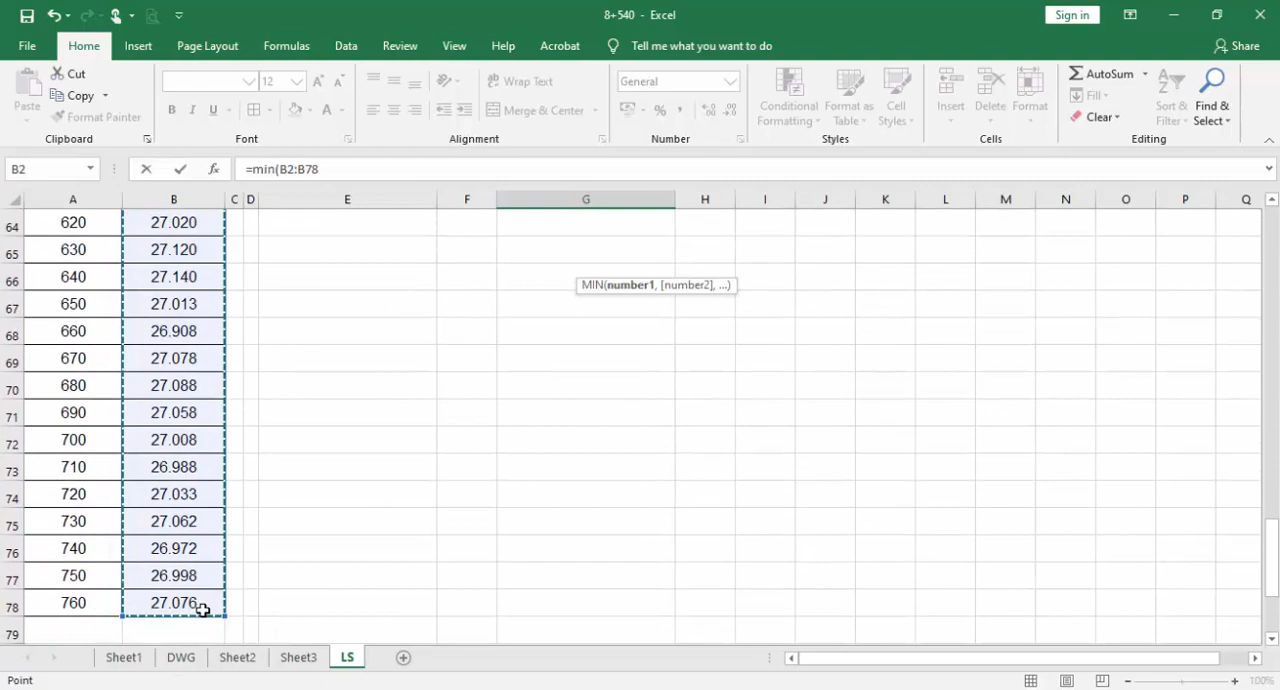 8+540 - Excel
Sign in
File Home Insert Page Layout Formulas Data Review View Help Acrobat Tell me what you want to do Share
Paste
Cut
Copy
Format Painter
Clipboard
12
A A
B I U A
Font
Wrap Text
Merge & Center
Alignment
General
% ,
Number
Conditional Formatting
Format as Table
Cell Styles
Styles
Insert
Delete
Format
Cells
AutoSum
Fill
Clear
Sort & Filter
Find & Select
Editing
B2 fx =min(B2:B78
A B C D E F G H I J K L M N O P Q
64 620 27.020
65 630 27.120
66 640 27.140
MIN(number1, [number2], ...)
67 650 27.013
68 660 26.908
69 670 27.078
70 680 27.088
71 690 27.058
72 700 27.008
73 710 26.988
74 720 27.033
75 730 27.062
76 740 26.972
77 750 26.998
78 760 27.076
79
Sheet1 DWG Sheet2 Sheet3 LS
Point
100%